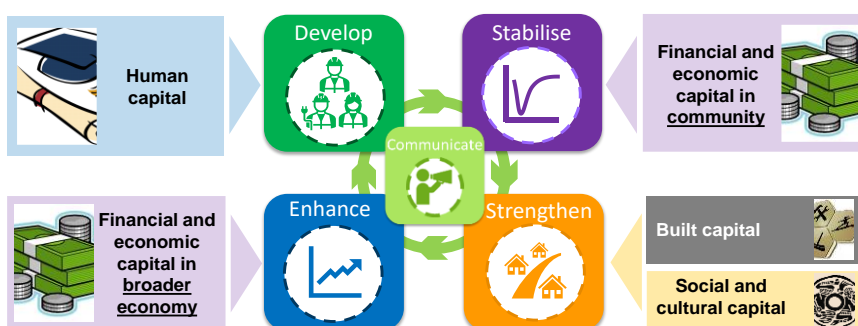 Human
capital
Develop
Stabilise
Financial and
economic
capital in
community
Communicate
Financial and
economic
capital in
broader
economy
Enhance
Strengthen
Built capital
Social and
cultural capital